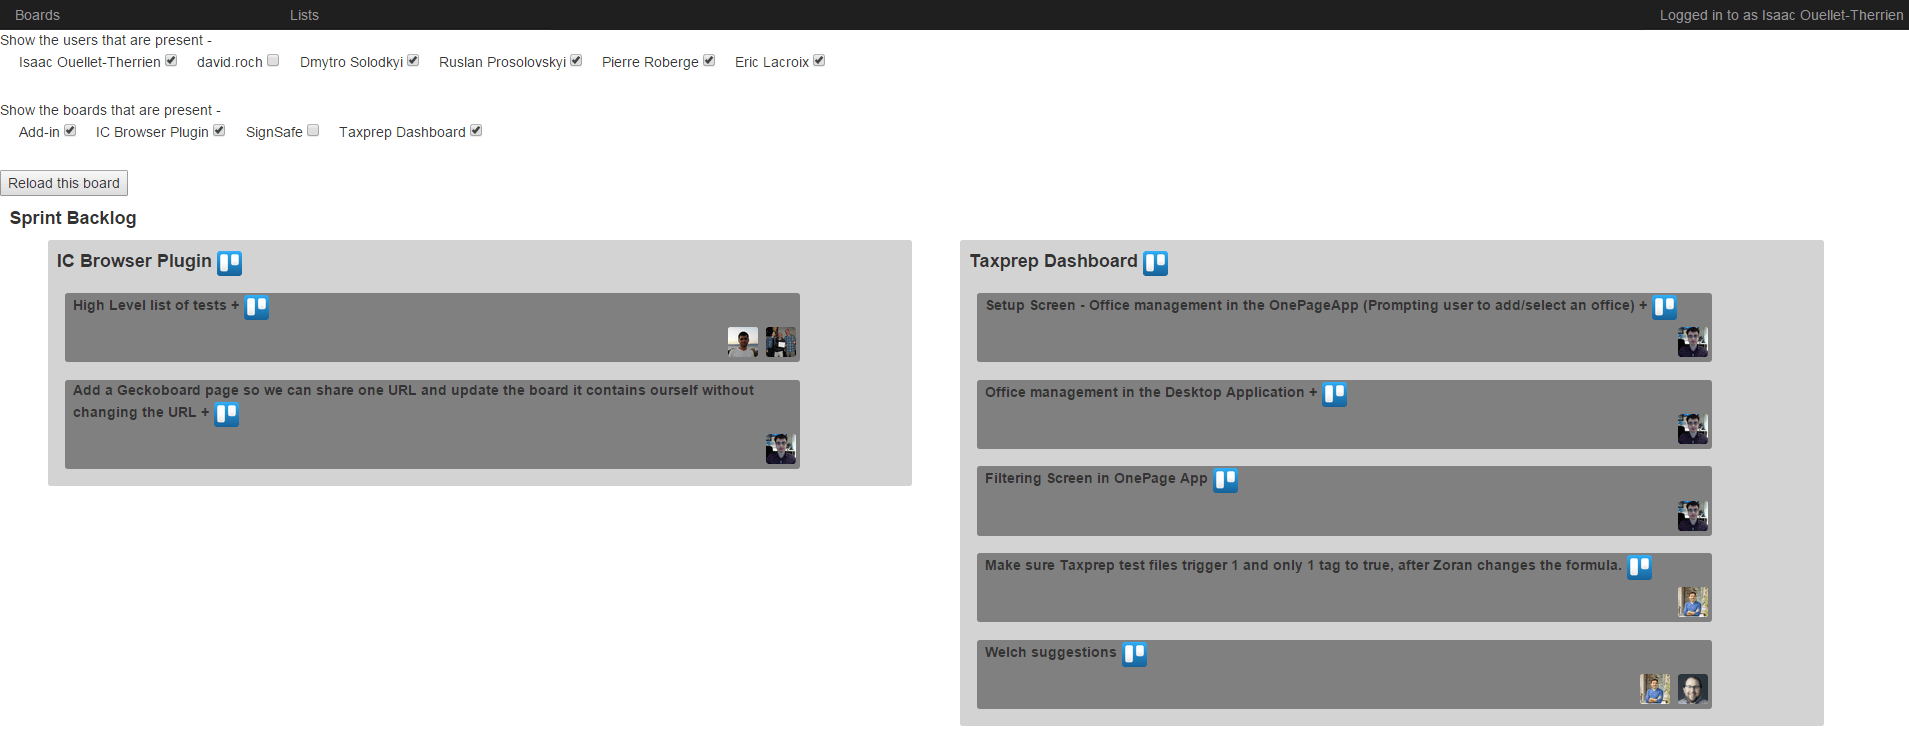 Boards Lists Logged in to as Isaac Ouellet-Therrien
Show the users that are present -
Isaac Ouellet-Therrien david.roch Dmytro Solodkyi Ruslan Prosolovskyi Pierre Roberge Eric Lacroix
Show the boards that are present -
Add-in IC Browser Plugin SignSafe Taxprep Dashboard
Reload this board
Sprint Backlog
IC Browser Plugin
High Level list of tests +
Add a Geckoboard page so we can share one URL and update the board it contains ourself without
changing the URL +
Taxprep Dashboard
Setup Screen - Office management in the OnePageApp (Prompting user to add/select an office) +
Office management in the Desktop Application +
Filtering Screen in OnePage App
Make sure Taxprep test files trigger 1 and only 1 tag to true, after Zoran changes the formula.
Welch suggestions